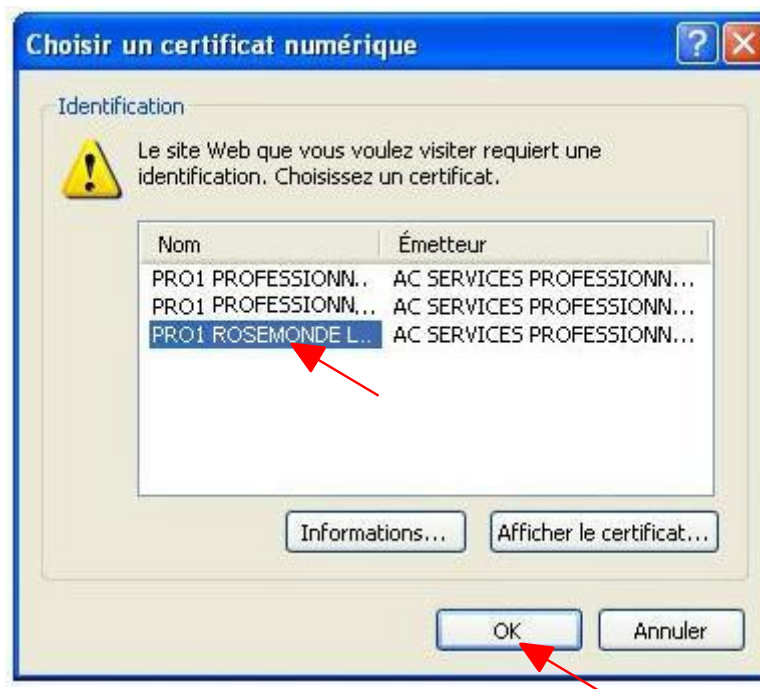 Choisir un certificat numérique
Identification
Le site Web que vous voulez visiter requiert une
identification. Choisissez un certificat.
Nom Émetteur
PRO1 PROFESSIONN.. AC SERVICES PROFESSIONN...
PRO1 PROFESSIONN... AC SERVICES PROFESSIONN...
PRO1 ROSEMONDE L... AC SERVICES PROFESSIONN...
Informations... Afficher le certificat...
OK Annuler